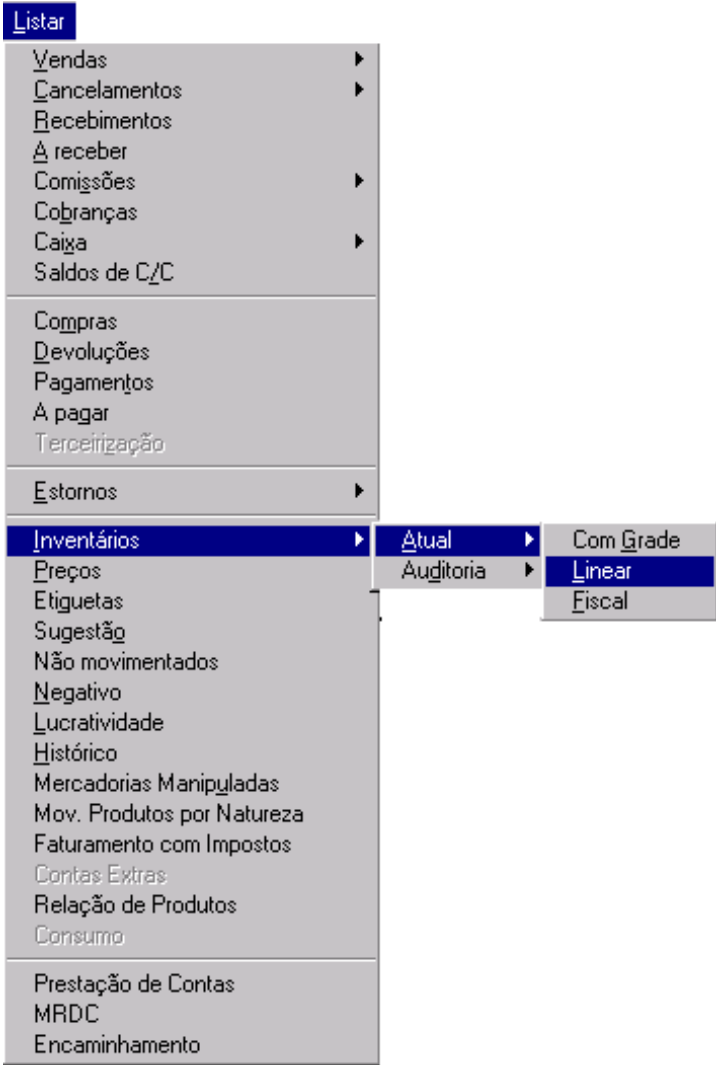 Listar
Vendas
Cancelamentos
Recebimentos
A receber
Comissões
Cobranças
Caixa
Saldos de C/C
Compras
Devoluções
Pagamentos
A pagar
Terceirização
Estornos
Inventários Atual Com Grade
Preços Auditoria Linear
Etiguetas Fiscal
Sugestão
Não movimentados
Negativo
Lucratividade
Histórico
Mercadorias Manipuladas
Mov. Produtos por Natureza
Faturamento com Impostos
Contas Extras
Relação de Produtos
Consumo
Prestação de Contas
MRDC
Encaminhamento